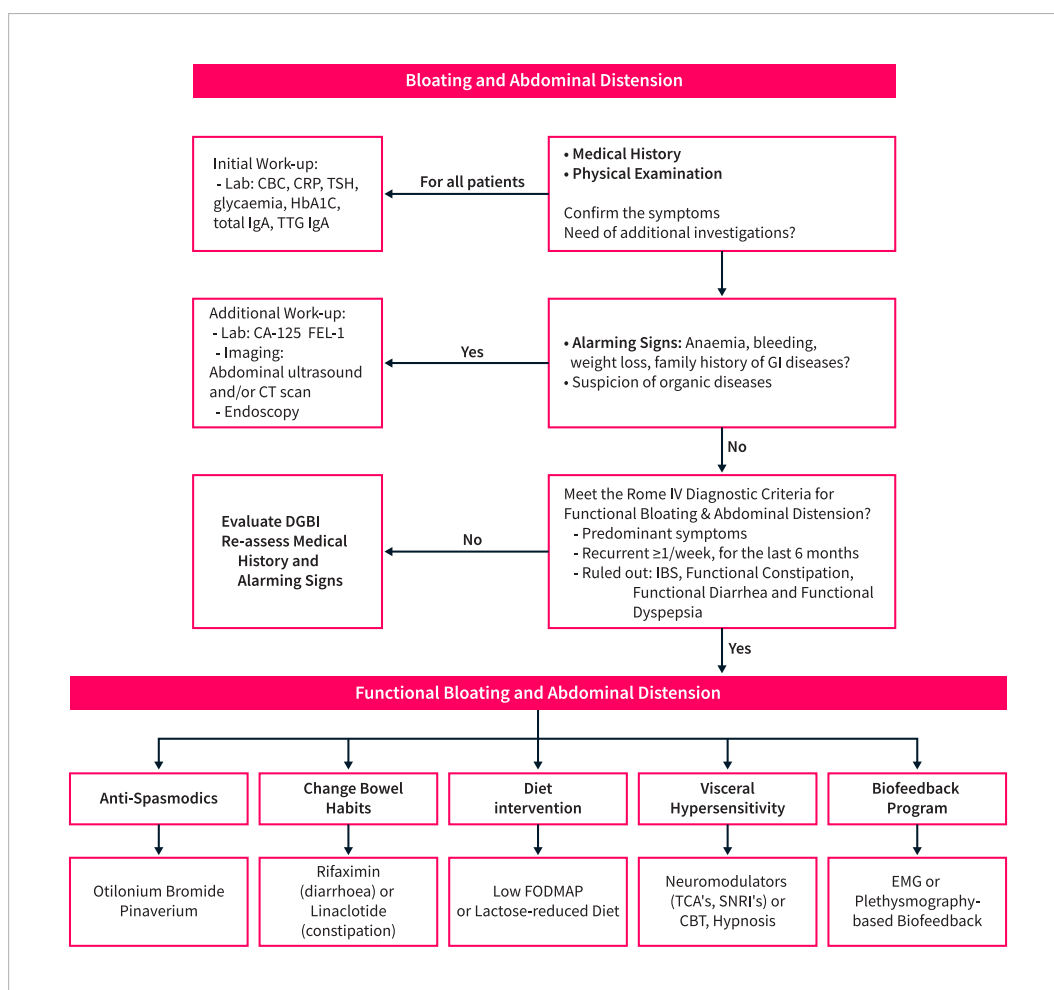 Bloating and Abdominal Distension
Initial Work-up:
- Lab: CBC, CRP, TSH,
glycaemia, HbA1C,
total IgA, TTG IgA
For all patients
• Medical History
• Physical Examination
Confirm the symptoms
Need of additional investigations?
Additional Work-up:
- Lab: CA-125 FEL-1
- Imaging:
Abdominal ultrasound
and/or CT scan
- Endoscopy
Yes
• Alarming Signs: Anaemia, bleeding,
weight loss, family history of GI diseases?
• Suspicion of organic diseases
No
Evaluate DGBI
Re-assess Medical
History and
Alarming Signs
No
Meet the Rome IV Diagnostic Criteria for
Functional Bloating & Abdominal Distension?
- Predominant symptoms
- Recurrent ≥1/week, for the last 6 months
- Ruled out: IBS, Functional Constipation,
Functional Diarrhea and Functional
Dyspepsia
Yes
Functional Bloating and Abdominal Distension
Anti-Spasmodics
Change Bowel
Habits
Diet
intervention
Visceral
Hypersensitivity
Biofeedback
Program
Otilonium Bromide
Pinaverium
Rifaximin
(diarrhoea) or
Linaclotide
(constipation)
Low FODMAP
or Lactose-reduced Diet
Neuromodulators
(TCA's, SNRI's) or
CBT, Hypnosis
EMG or
Plethysmography-
based Biofeedback